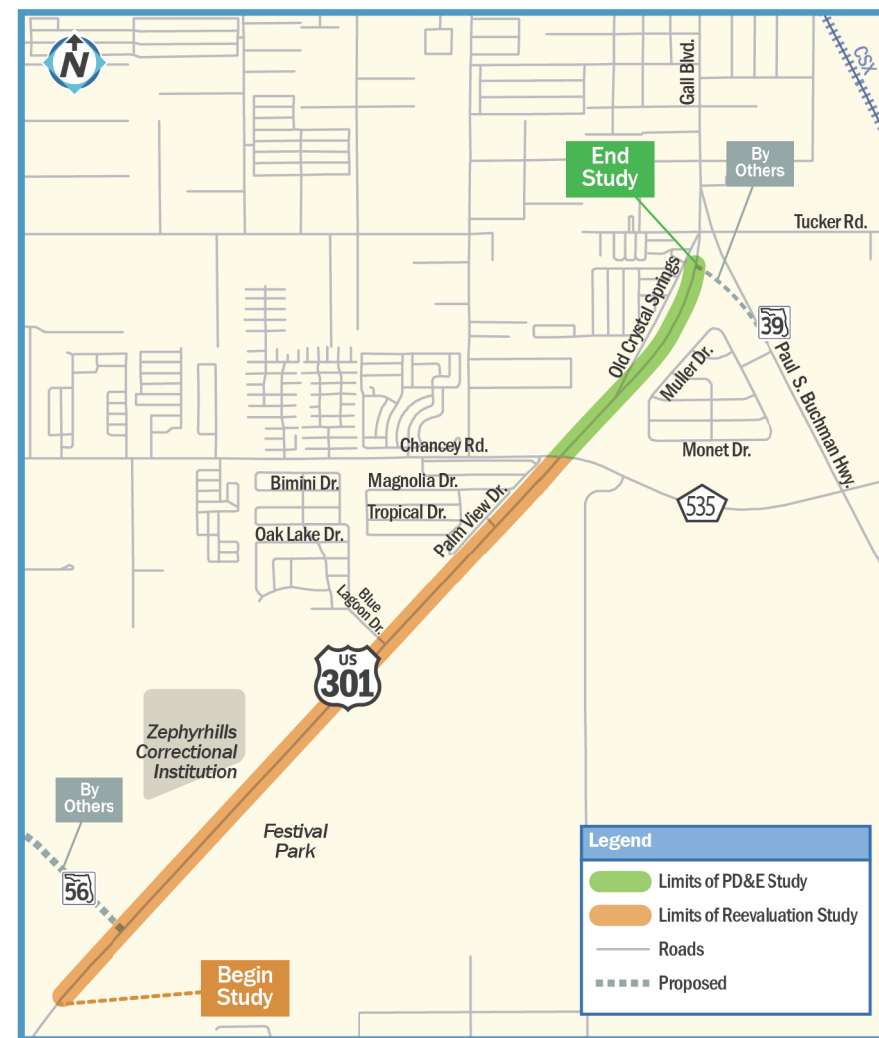 N
Gall Blvd.
CSX
End
Study
By
Others
Tucker Rd.
Old Crystal Springs
39
Muller Dr.
Paul S. Buchman Hwy.
Monet Dr.
Chancey Rd.
535
Bimini Dr.
Magnolia Dr.
Tropical Dr.
Palm View Dr.
Oak Lake Dr.
Blue
Lagoon Dr.
US
301
Zephyrhills
Correctional
Institution
By
Others
Festival
Park
56
Begin
Study
Legend
Limits of PD&E Study
Limits of Reevaluation Study
Roads
Proposed